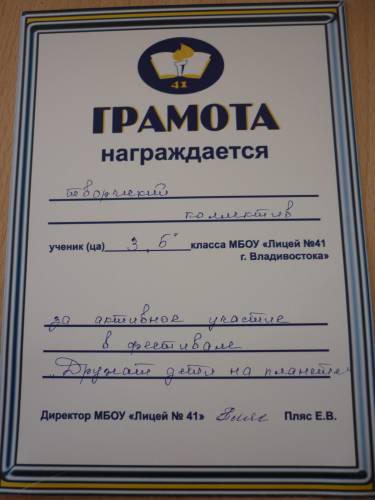 41
ГРАМОТА
награждается
творческий
коллектив
ученик (ца) 3 „Б" класса МБОУ «Лицей №41
г. Владивостока»
за активное участие
в фестивале
„Дружат дети на планете"
Директор МБОУ «Лицей № 41» Пляс Е.В.